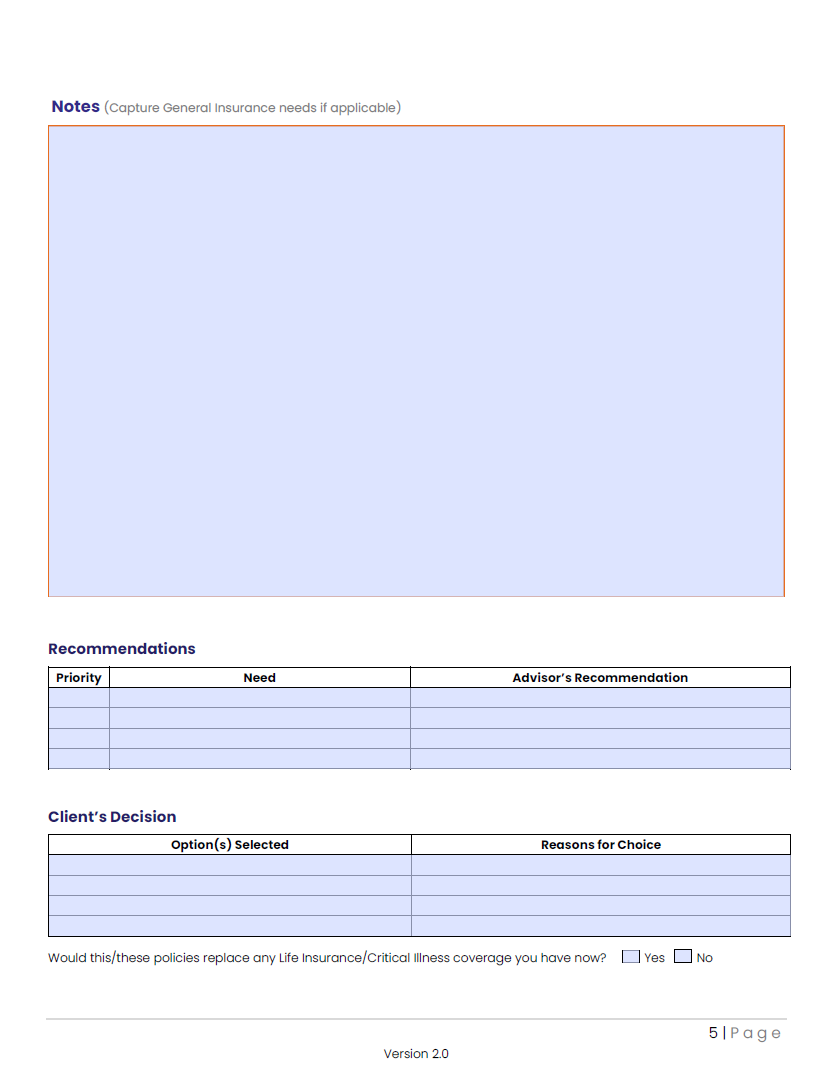 Notes (Capture General Insurance needs if applicable)
Recommendations
Priority Need Advisor’s Recommendation
Client’s Decision
Option(s) Selected Reasons for Choice
Would this/these policies replace any Life Insurance/Critical Illness coverage you have now? Yes No
5 | Page
Version 2.0